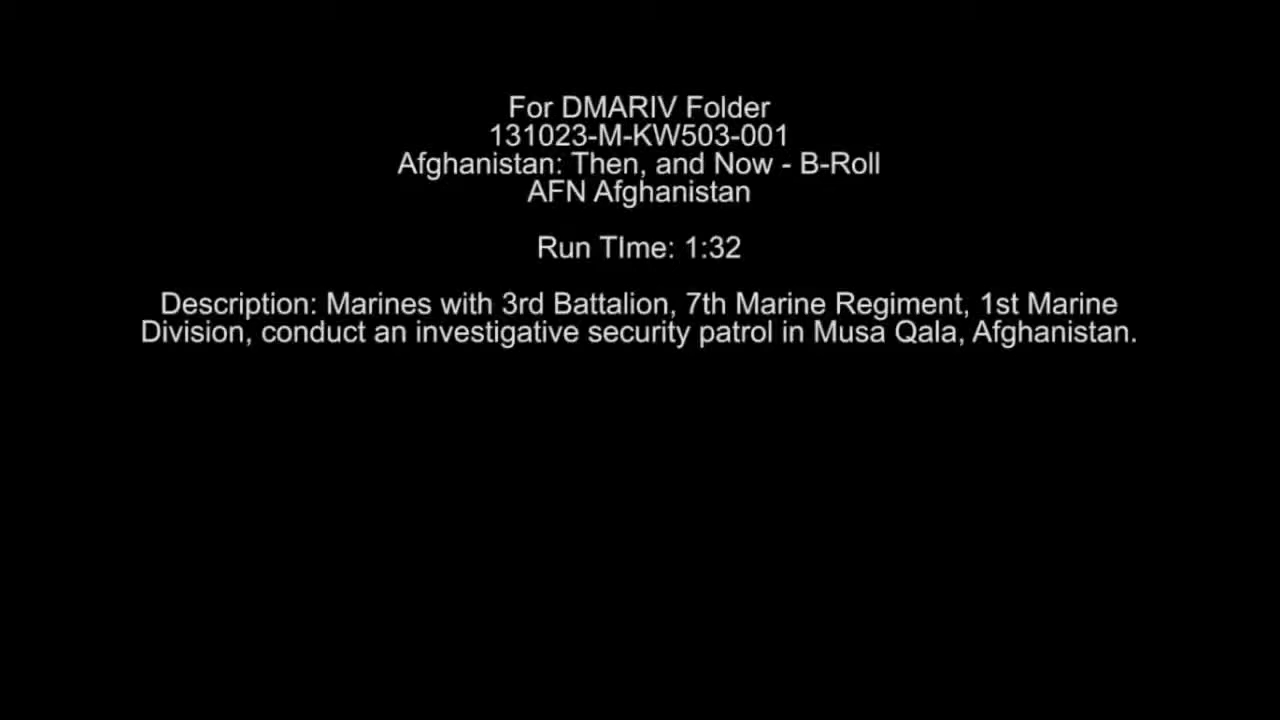 For DMARIV Folder
131023-M-KW503-001
Afghanistan: Then, and Now - B-Roll
AFN Afghanistan
Run TIme: 1:32
Description: Marines with 3rd Battalion, 7th Marine Regiment, 1st Marine
Division, conduct an investigative security patrol in Musa Qala, Afghanistan.